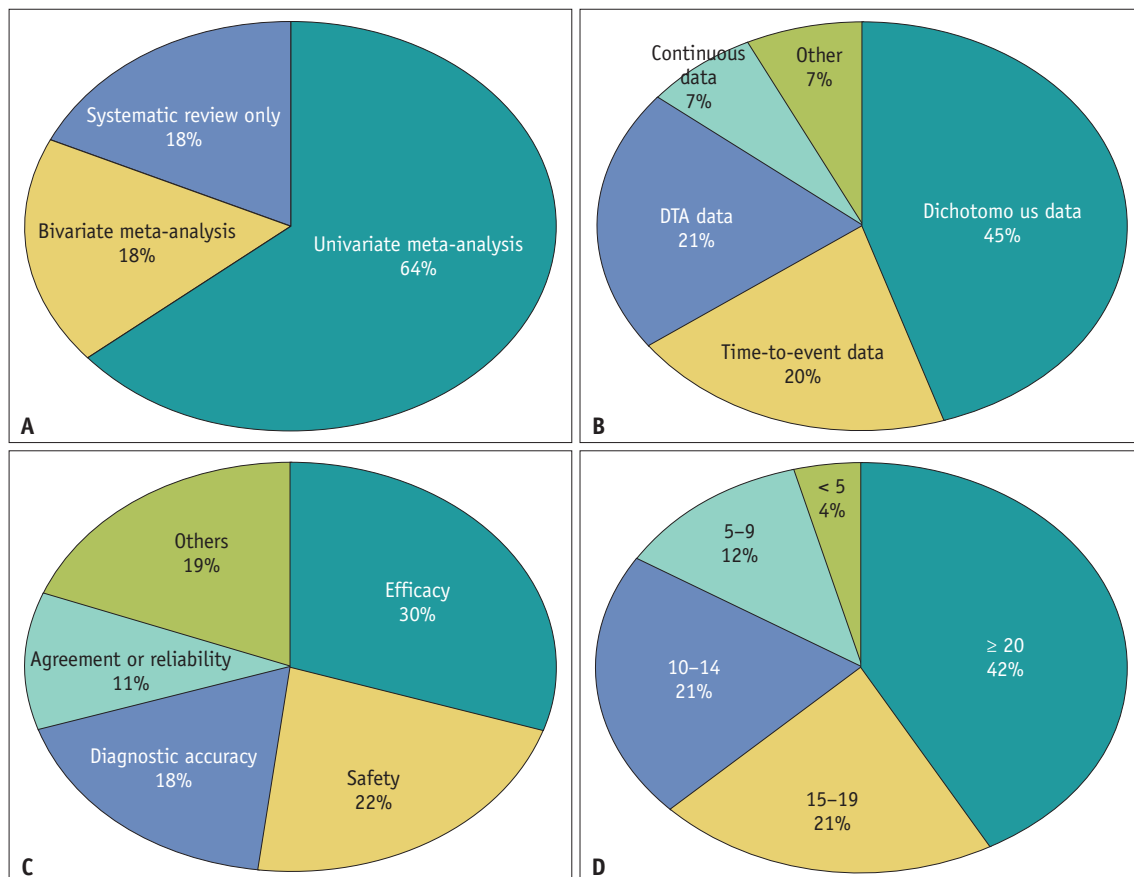 Systematic review only
18%
Bivariate meta-analysis
18%
Univariate meta-analysis
64%
A
Continuous
data
7%
Other
7%
DTA data
21%
Dichotomo us data
45%
Time-to-event data
20%
B
Others
19%
Efficacy
30%
Agreement or reliability
11%
Diagnostic accuracy
18%
Safety
22%
C
< 5
4%
5–9
12%
≥ 20
42%
10–14
21%
15–19
21%
D